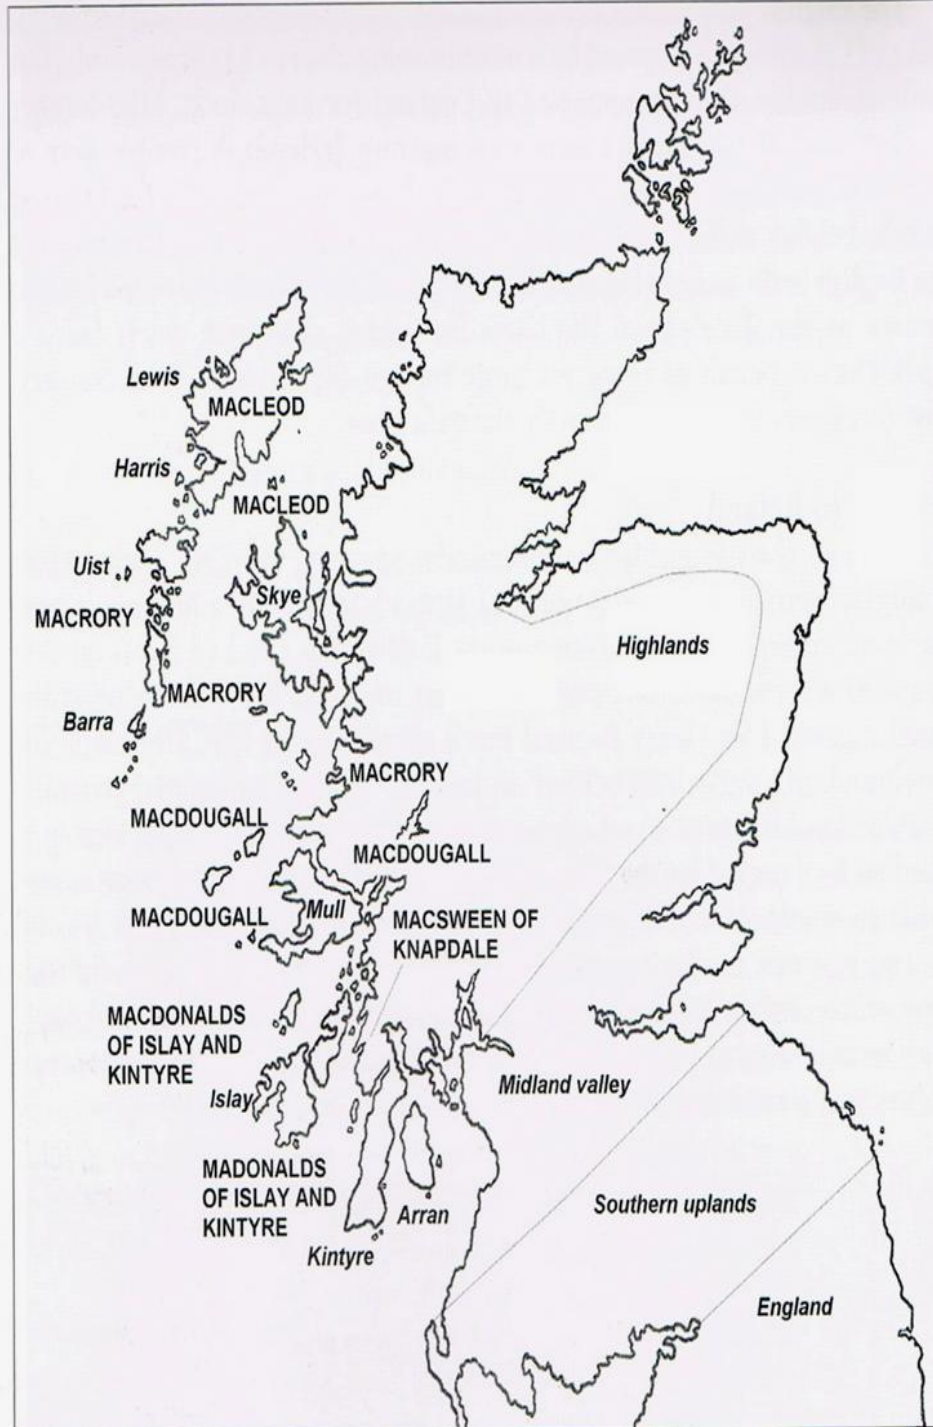 Lewis
MACLEOD
Harris
MACLEOD
Uist
Skye
MACRORY
Highlands
MACRORY
Barra
MACRORY
MACDOUGALL
MACDOUGALL
MACDOUGALL
Mull
MACSWEEN OF
KNAPDALE
MACDONALDS
OF ISLAY AND
KINTYRE
Islay
Midland valley
MADONALDS
OF ISLAY AND
KINTYRE
Arran
Southern uplands
Kintyre
England